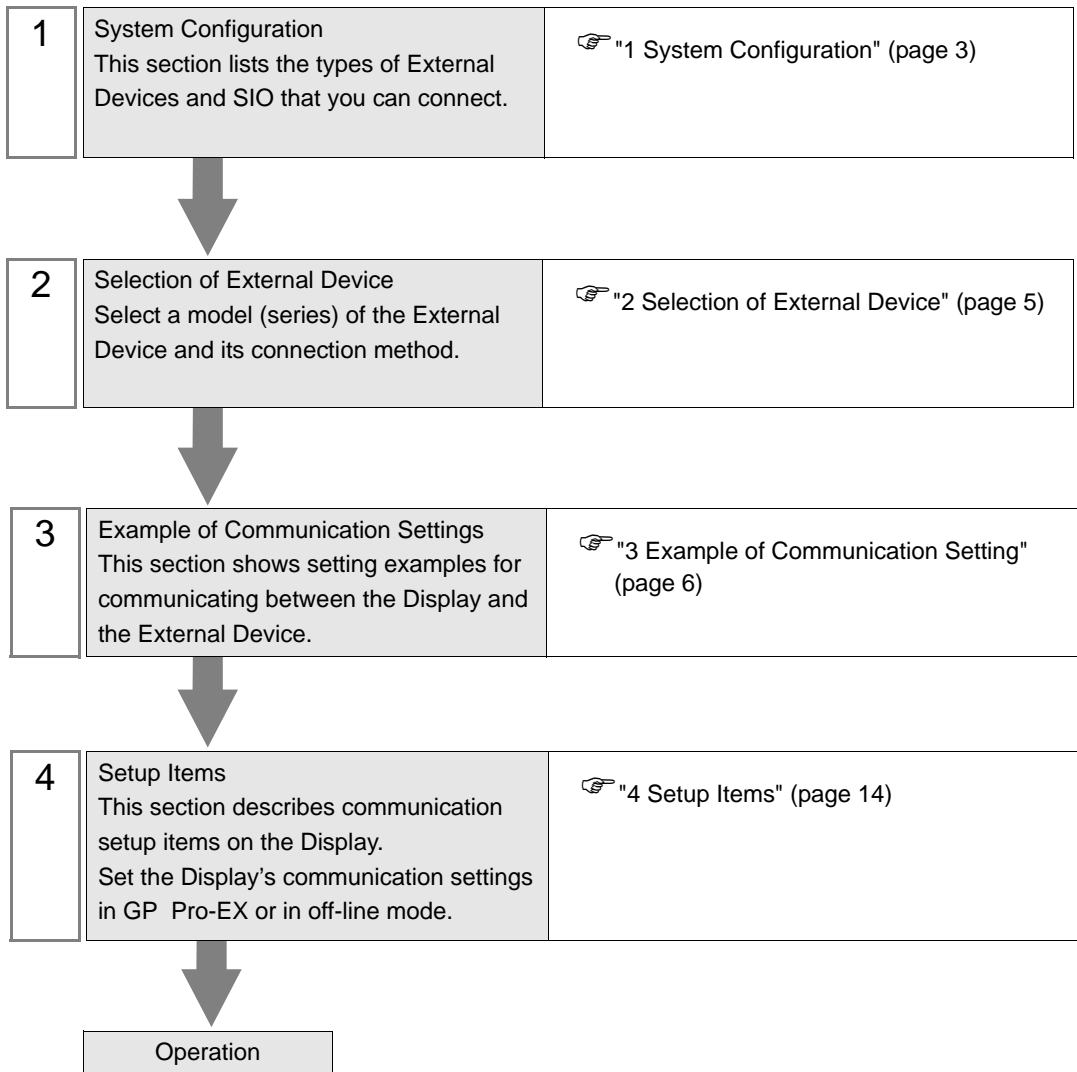 1
System Configuration
This section lists the types of External
Devices and SIO that you can connect.
"1 System Configuration" (page 3)
2
Selection of External Device
Select a model (series) of the External
Device and its connection method.
"2 Selection of External Device" (page 5)
3
Example of Communication Settings
This section shows setting examples for
communicating between the Display and
the External Device.
"3 Example of Communication Setting"
(page 6)
4
Setup Items
This section describes communication
setup items on the Display.
Set the Display’s communication settings
in GP Pro-EX or in off-line mode.
"4 Setup Items" (page 14)
Operation